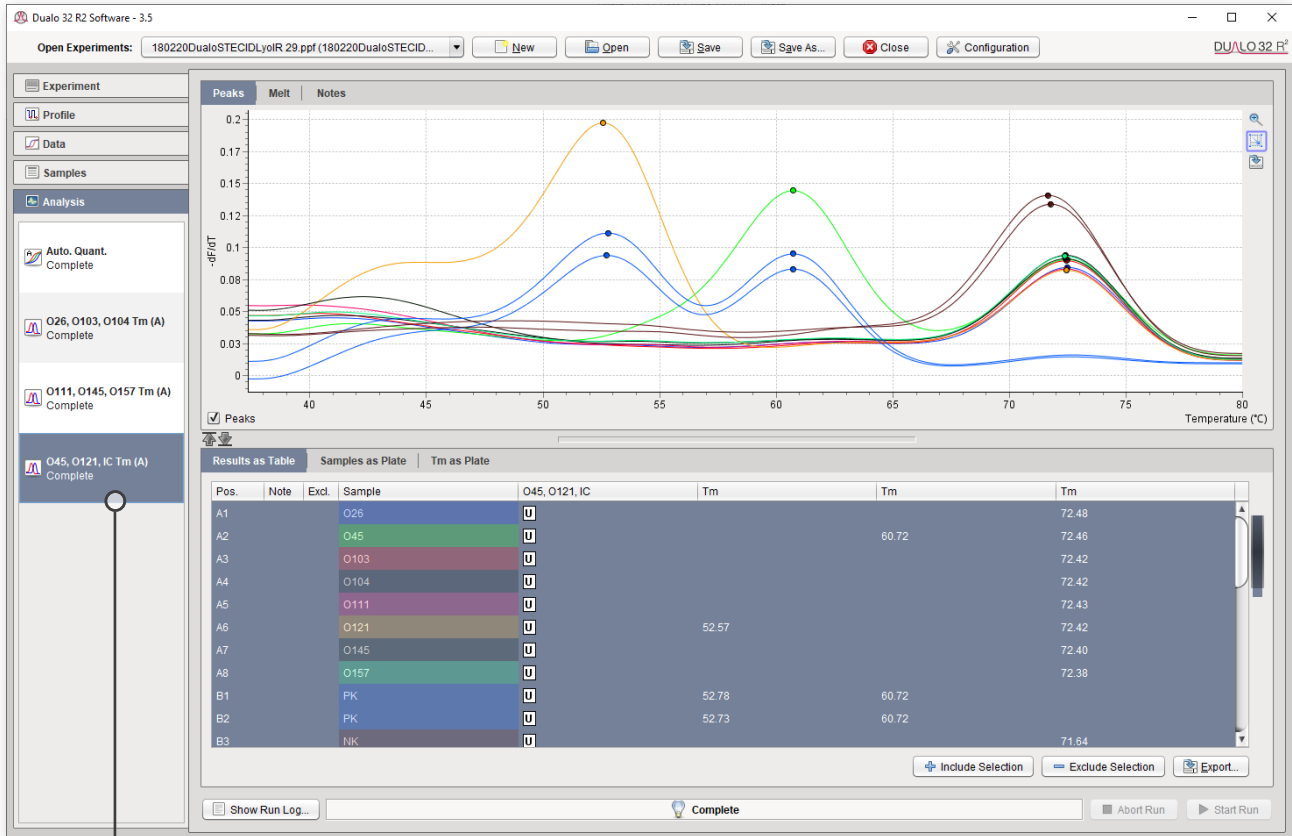 Dualo 32 R2 Software - 3.5
Open Experiments: 180220DualoSTECIDLyoIR 29.ppf (180220DualoSTECID... New Open Save Save As... Close Configuration DUALO 32 R²
Experiment
Profile
Data
Samples
Analysis
Auto. Quant.
Complete
O26, O103, O104 Tm (A)
Complete
O111, O145, O157 Tm (A)
Complete
O45, O121, IC Tm (A)
Complete
Peaks Melt Notes
0.2
0.17
0.15
0.12
0.1
0.08
0.05
0.03
0
-dF/dT
40 45 50 55 60 65 70 75 80
Peaks Temperature (°C)
Results as Table Samples as Plate Tm as Plate
Pos. Note Excl. Sample O45, O121, IC Tm Tm Tm
A1 O26 U 72.48
A2 O45 U 60.72 72.46
A3 O103 U 72.42
A4 O104 U 72.42
A5 O111 U 72.43
A6 O121 U 52.57 72.42
A7 O145 U 72.40
A8 O157 U 72.38
B1 PK U 52.78 60.72
B2 PK U 52.73 60.72
B3 NK U 71.64
Include Selection Exclude Selection Export...
Show Run Log... Complete Abort Run Start Run